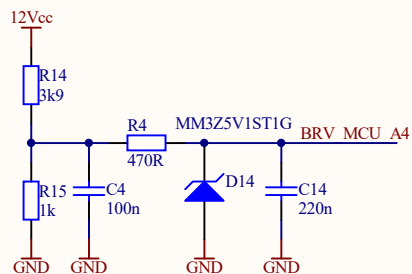 12Vcc
R14
3k9
R4
470R
MM3Z5V1ST1G
BRV_MCU_A4
R15
1k
C4
100n
D14
C14
220n
GND
GND
GND
GND